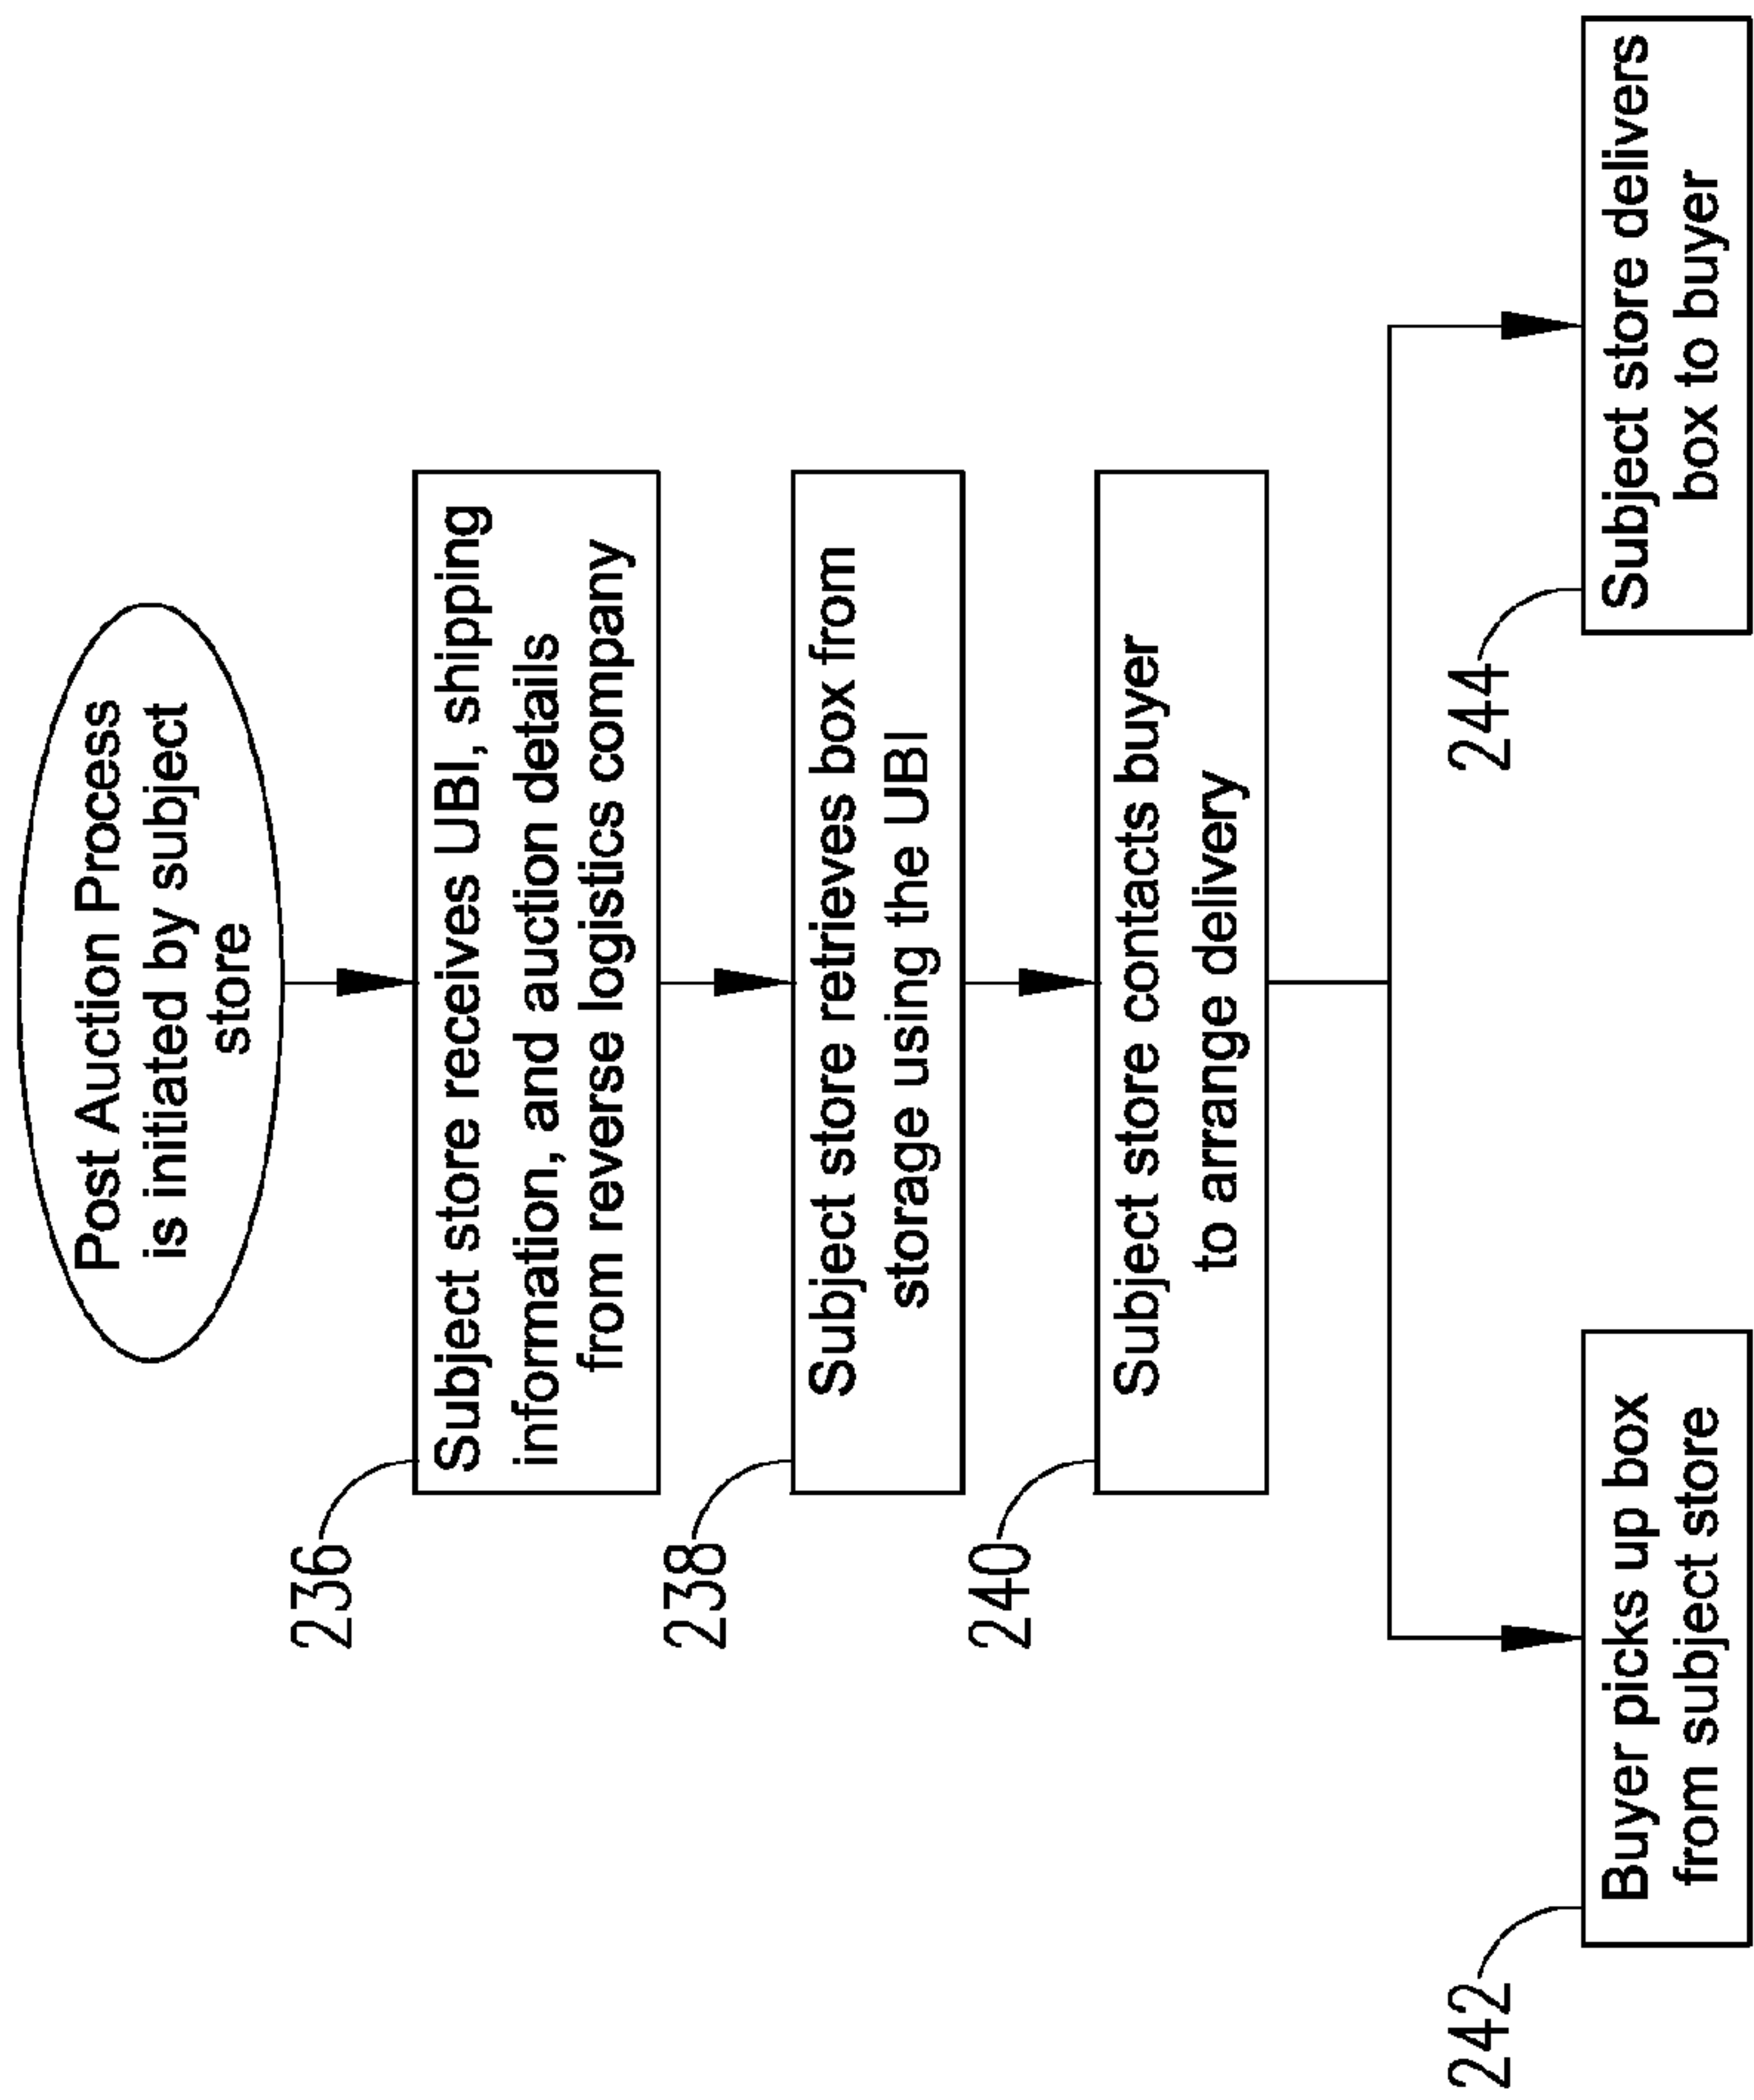 Post Auction Process
is initiated by subject
store
236
Subject store receives UBI, shipping
information, and auction details
from reverse logistics company
238
Subject store retrieves box from
storage using the UBI
240
Subject store contacts buyer
to arrange delivery
242
Buyer picks up box
from subject store
244
Subject store delivers
box to buyer